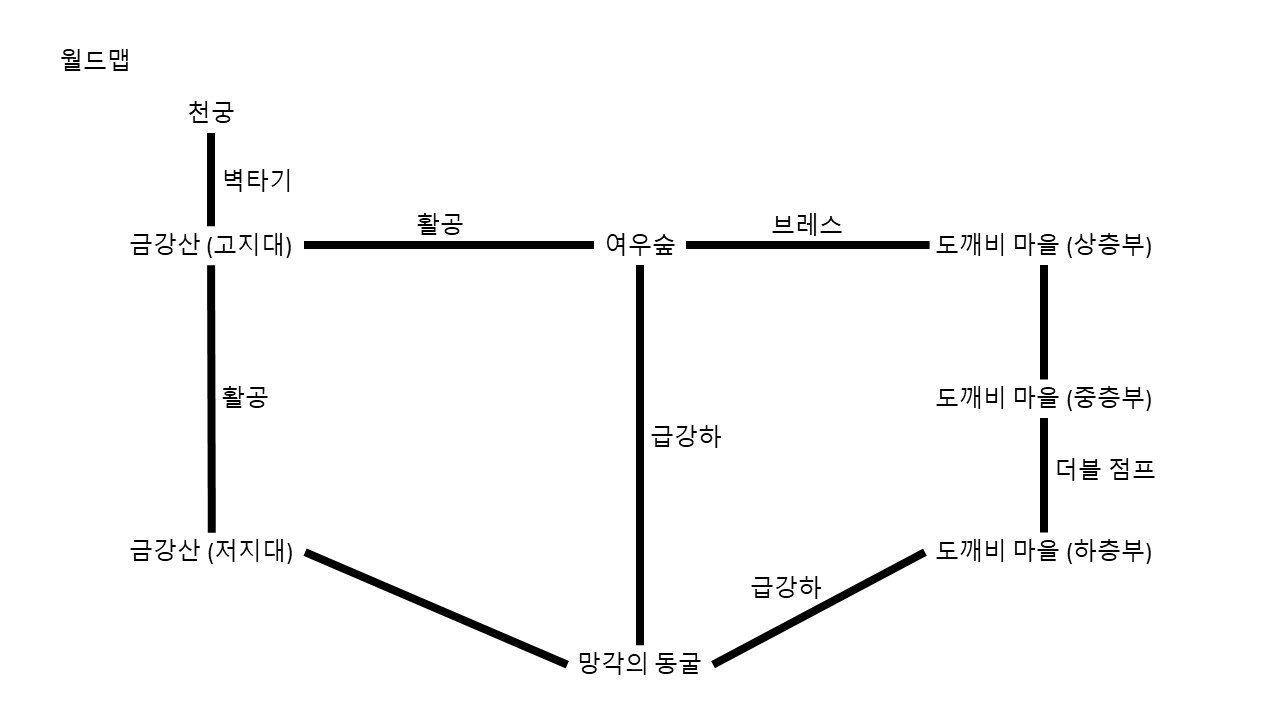 월드맵
천궁
벽타기
활공
브레스
금강산 (고지대)
여우숲
도깨비 마을 (상층부)
활공
도깨비 마을 (중층부)
급강하
더블 점프
금강산 (저지대)
도깨비 마을 (하층부)
급강하
망각의 동굴